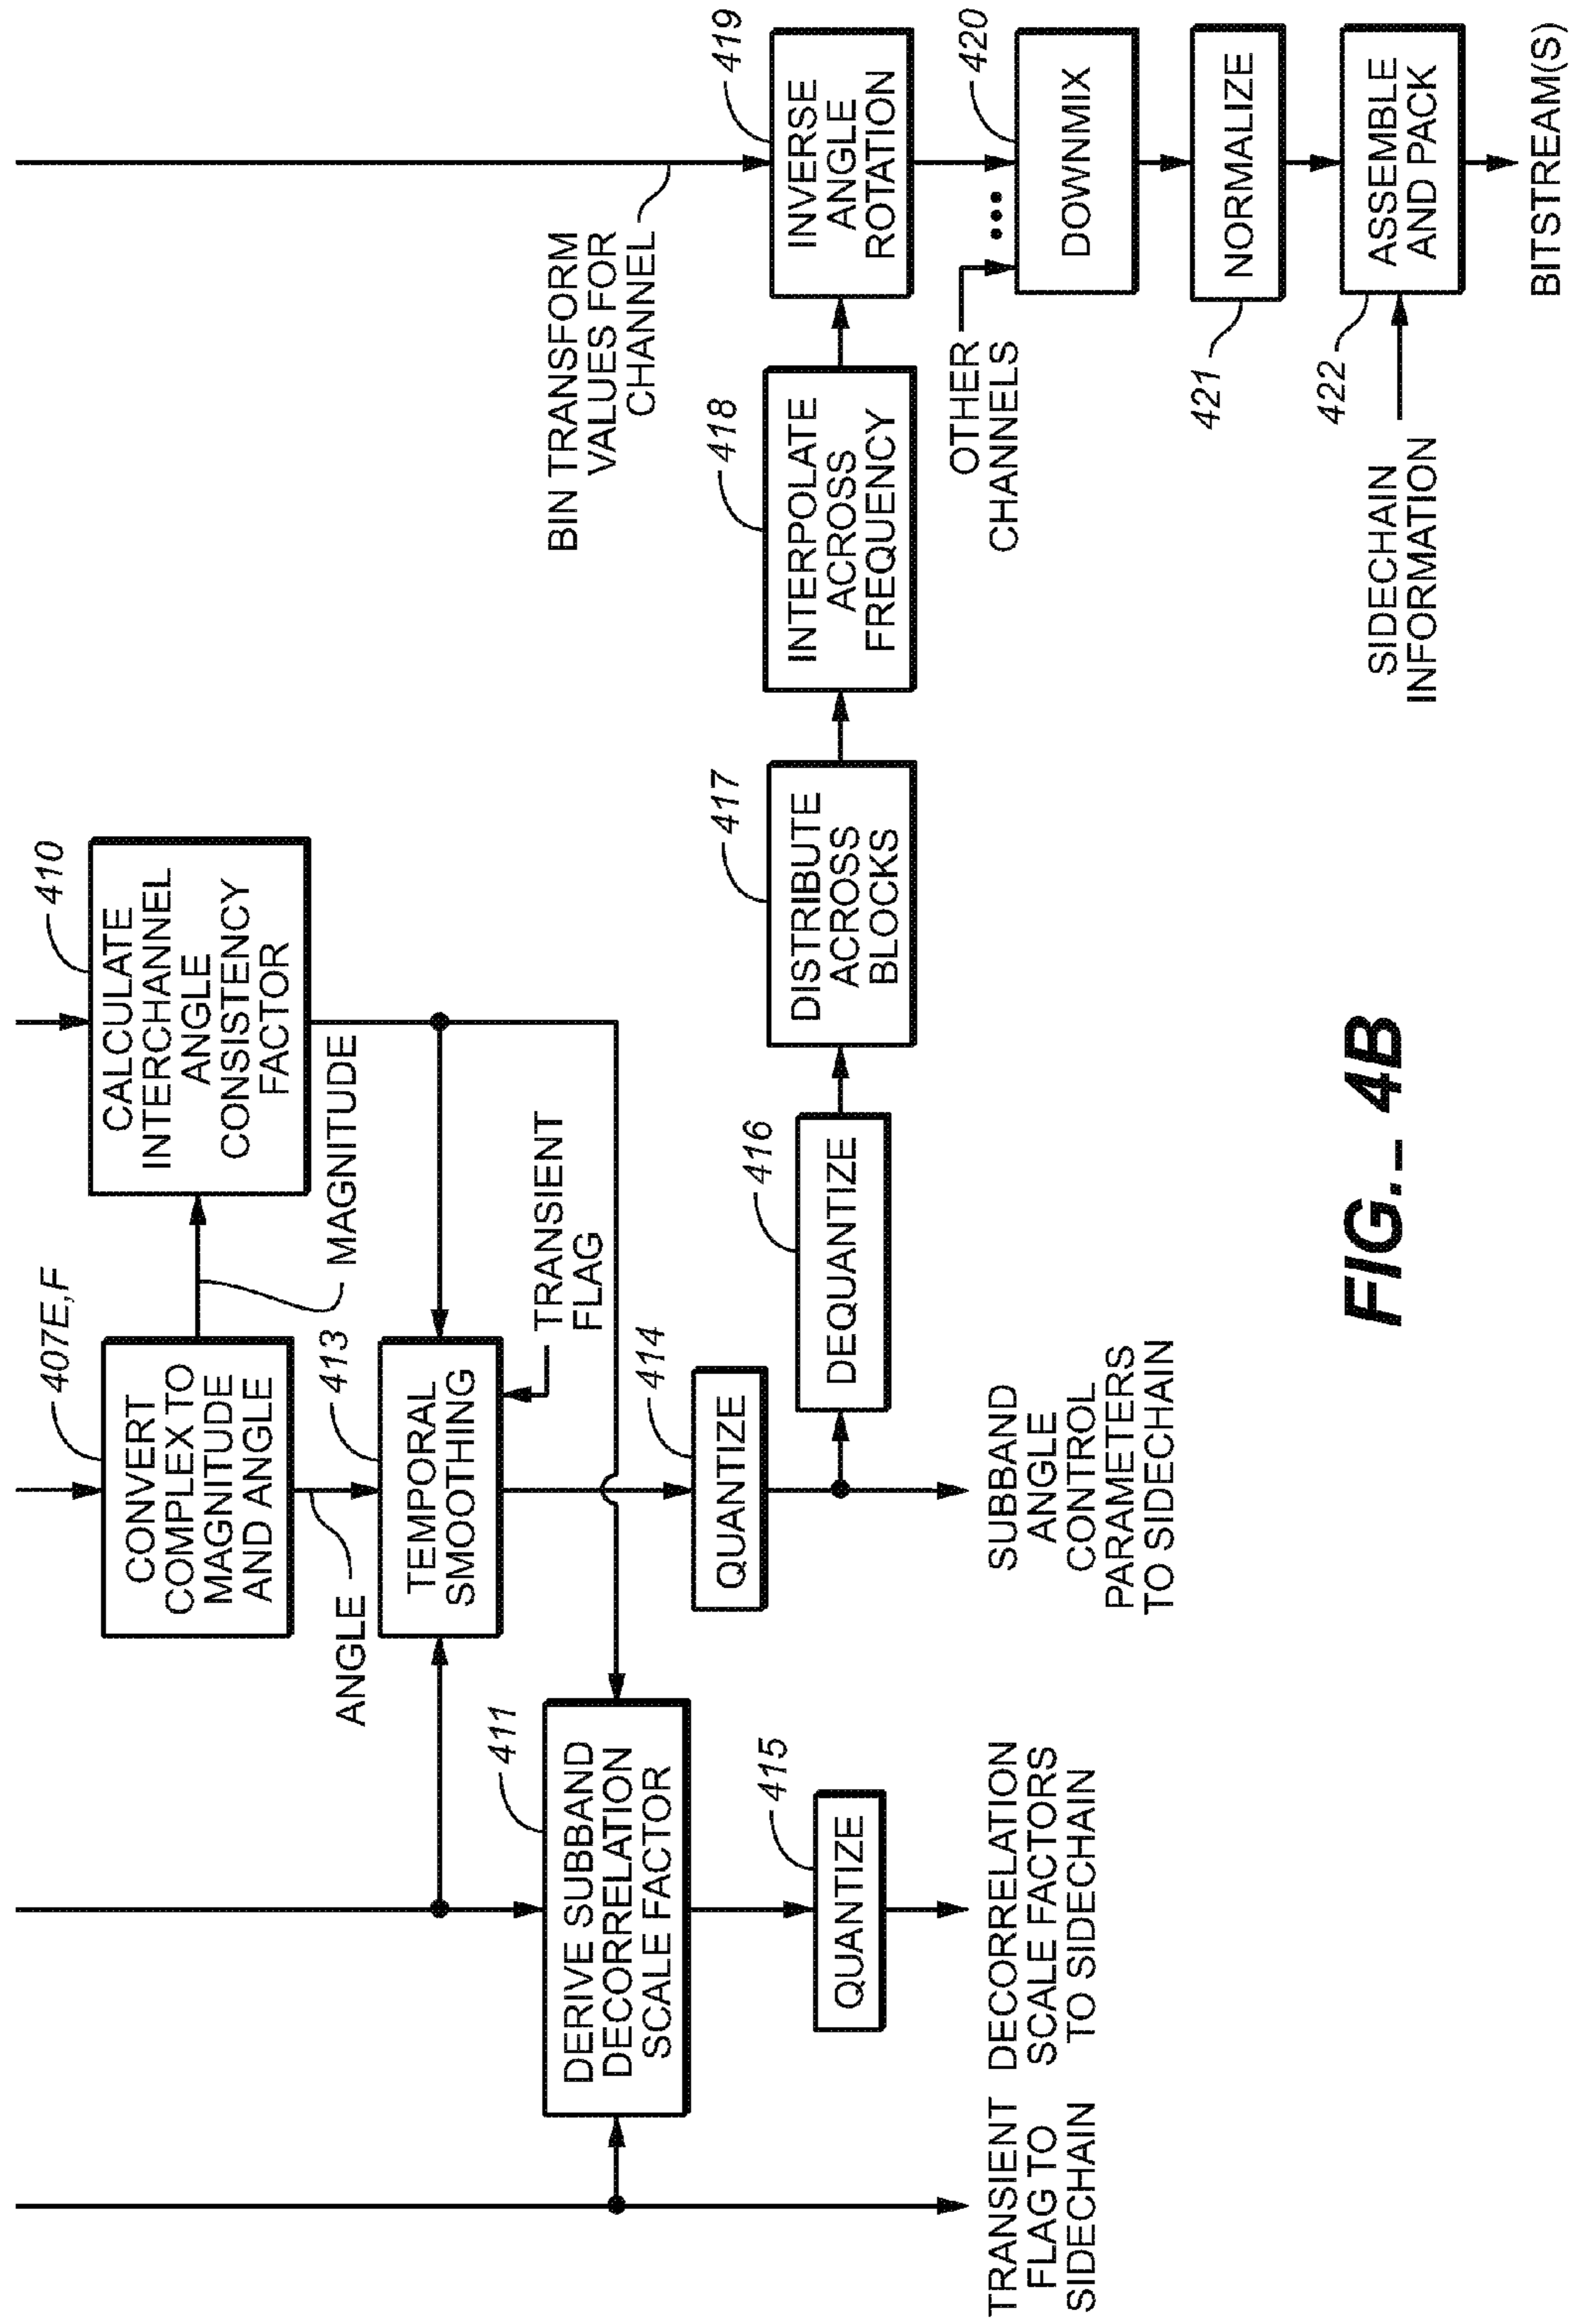 407E,F
CONVERT
COMPLEX TO
MAGNITUDE
AND ANGLE
410
CALCULATE
INTERCHANNEL
ANGLE
CONSISTENCY
FACTOR
MAGNITUDE
ANGLE
413
TEMPORAL
SMOOTHING
TRANSIENT
FLAG
411
DERIVE SUBBAND
DECORRELATION
SCALE FACTOR
414
QUANTIZE
415
QUANTIZE
416
DEQUANTIZE
417
DISTRIBUTE
ACROSS
BLOCKS
418
INTERPOLATE
ACROSS
FREQUENCY
BIN TRANSFORM
VALUES FOR
CHANNEL
419
INVERSE
ANGLE
ROTATION
OTHER
CHANNELS
420
DOWNMIX
421
NORMALIZE
422
ASSEMBLE
AND PACK
SIDECHAIN
INFORMATION
BITSTREAM(S)
TRANSIENT
FLAG TO
SIDECHAIN
DECORRELATION
SCALE FACTORS
TO SIDECHAIN
SUBBAND
ANGLE
CONTROL
PARAMETERS
TO SIDECHAIN
FIG._ 4B